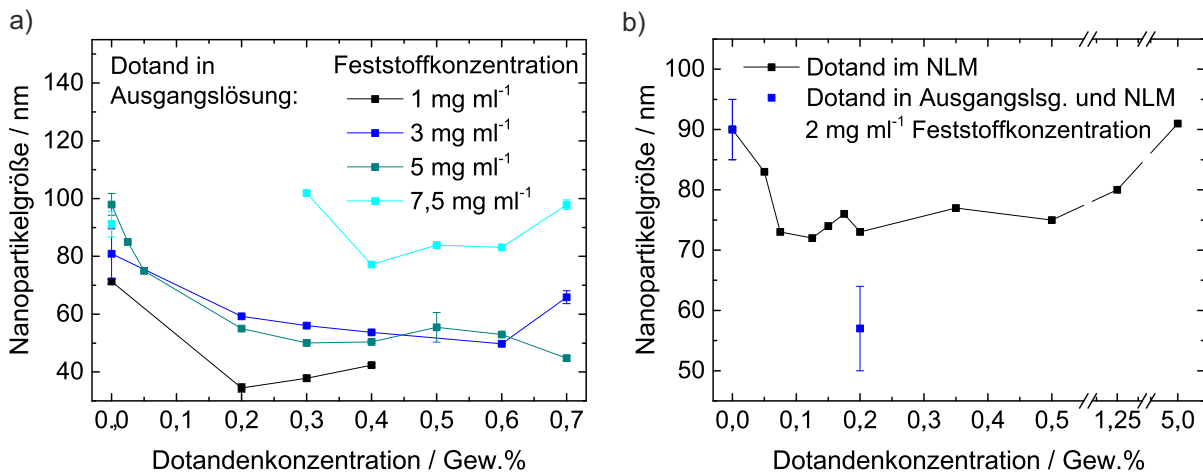 a)
Nanopartikelgröße / nm
140
120
100
80
60
40
Dotand in
Ausgangslösung:
Feststoffkonzentration
1 mg ml⁻¹
3 mg ml⁻¹
5 mg ml⁻¹
7,5 mg ml⁻¹
0,0 0,1 0,2 0,3 0,4 0,5 0,6 0,7
Dotandenkonzentration / Gew.%
b)
Nanopartikelgröße / nm
100
90
80
70
60
50
Dotand im NLM
Dotand in Ausgangslsg. und NLM
2 mg ml⁻¹ Feststoffkonzentration
0,0 0,1 0,2 0,3 0,4 0,5 1,25 5,0
Dotandenkonzentration / Gew.%